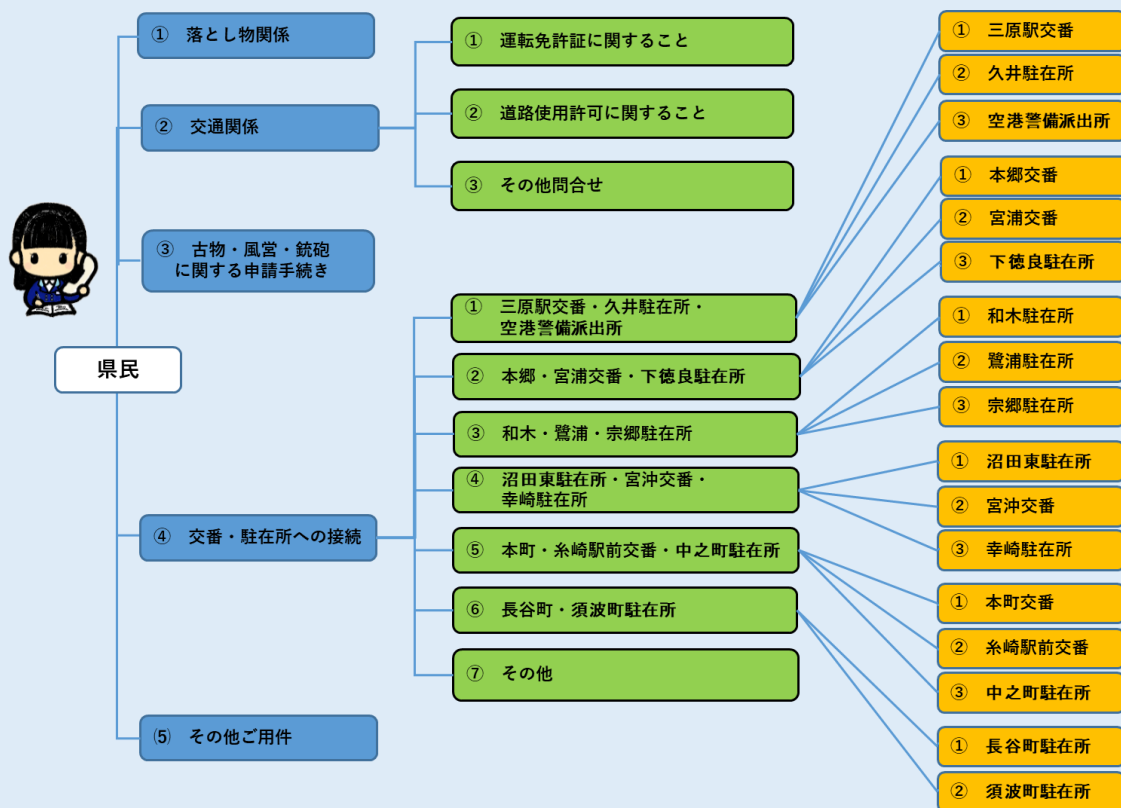 県民
① 落とし物関係
② 交通関係
③ 古物・風営・銃砲
に関する申請手続き
④ 交番・駐在所への接続
⑸ その他ご用件
① 運転免許証に関すること
② 道路使用許可に関すること
③ その他問合せ
① 三原駅交番・久井駐在所・
空港警備派出所
② 本郷・宮浦交番・下徳良駐在所
③ 和木・鷺浦・宗郷駐在所
④ 沼田東駐在所・宮沖交番・
幸崎駐在所
⑤ 本町・糸崎駅前交番・中之町駐在所
⑥ 長谷町・須波町駐在所
⑦ その他
① 三原駅交番
② 久井駐在所
③ 空港警備派出所
① 本郷交番
② 宮浦交番
③ 下徳良駐在所
① 和木駐在所
② 鷺浦駐在所
③ 宗郷駐在所
① 沼田東駐在所
② 宮沖交番
③ 幸崎駐在所
① 本町交番
② 糸崎駅前交番
③ 中之町駐在所
① 長谷町駐在所
② 須波町駐在所